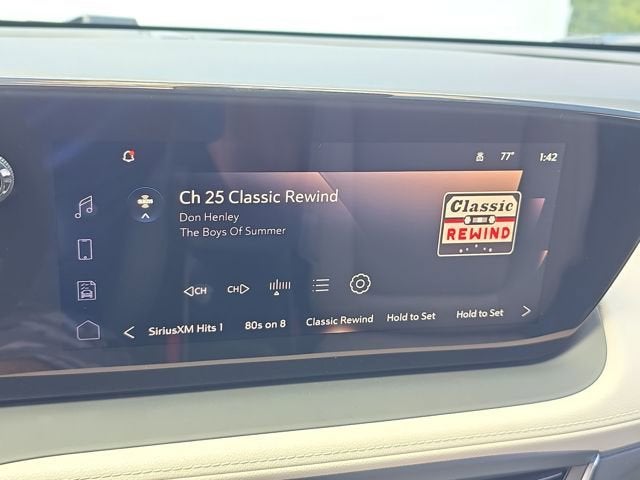 77° 1:42
Ch 25 Classic Rewind
Don Henley
The Boys Of Summer
Classic
REWIND
CH CH
SiriusXM Hits 1 80s on 8 Classic Rewind Hold to Set Hold to Set